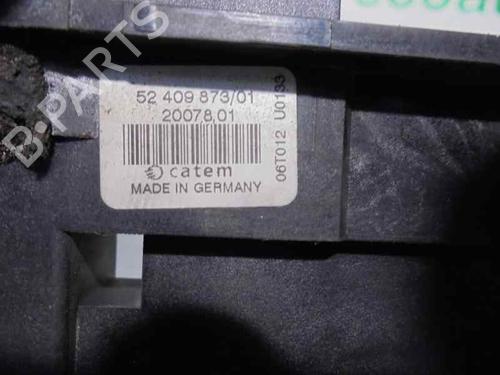 B-PARTS
52 409 873/01
20078.01
catem
MADE IN GERMANY
06T012 U0133